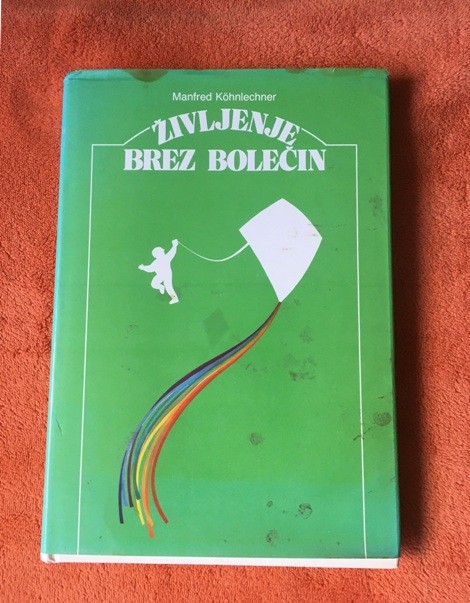 Manfred Köhnlechner
ŽIVLJENJE
BREZ BOLEČIN